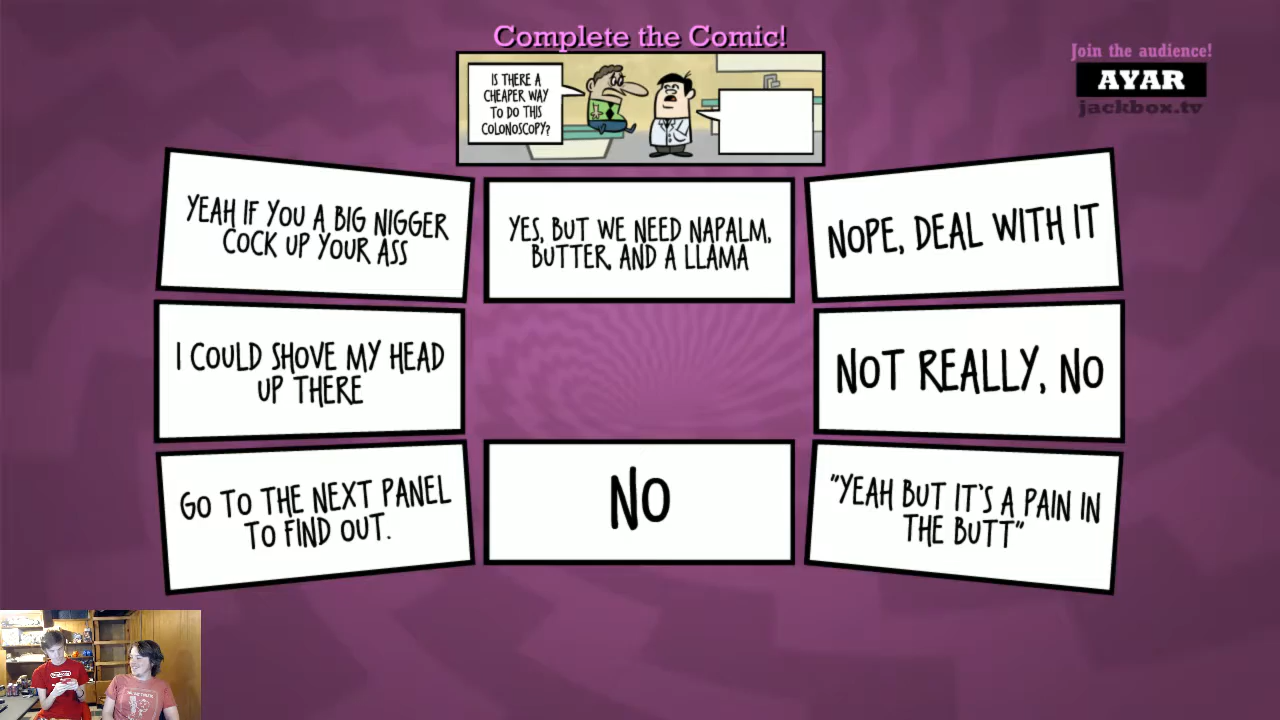 Complete the Comic!
Join the audience!
AYAR
jackbox.tv
IS THERE A
CHEAPER WAY
TO DO THIS
COLONOSCOPY?
YEAH IF YOU A BIG NIGGER
COCK UP YOUR ASS
YES, BUT WE NEED NAPALM,
BUTTER, AND A LLAMA
NOPE, DEAL WITH IT
I COULD SHOVE MY HEAD
UP THERE
NOT REALLY, NO
GO TO THE NEXT PANEL
TO FIND OUT.
NO
"YEAH BUT IT'S A PAIN IN
THE BUTT"